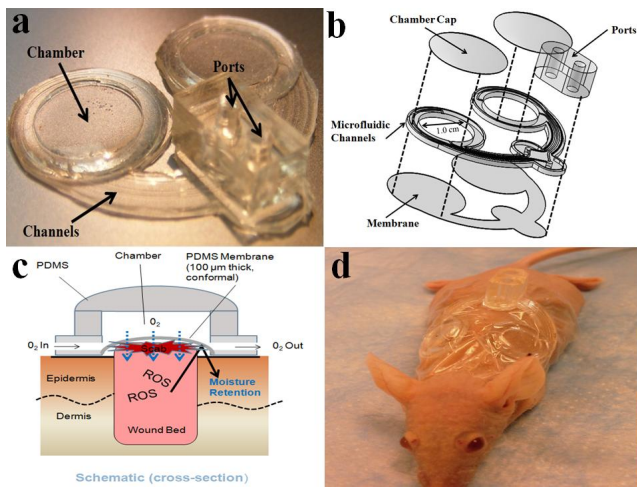 a
Chamber
Ports
Channels
b
Chamber Cap
Ports
Microfluidic
Channels
1.0 cm
Membrane
c
PDMS
Chamber
PDMS Membrane
(100 µm thick,
conformal)
O₂
O₂ In
O₂ Out
Scab
Epidermis
ROS
ROS
Moisture
Retention
Dermis
Wound Bed
Schematic (cross-section)
d